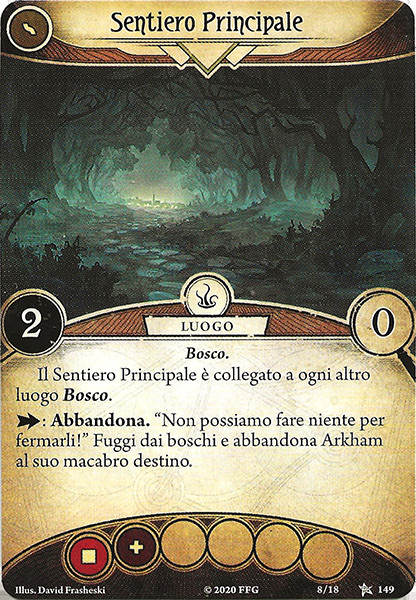 Sentiero Principale
2
LUOGO
0
Bosco.
Il Sentiero Principale è collegato a ogni altro
luogo Bosco.
: Abbandona. “Non possiamo fare niente per
fermarli!” Fuggi dai boschi e abbandona Arkham
al suo macabro destino.
Illus. David Frasheski
© 2020 FFG
8/18
149